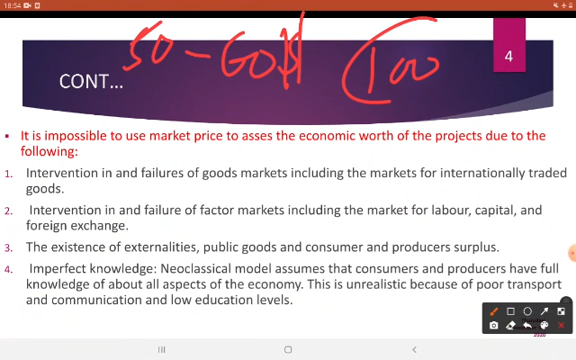 18:54
50 - 60
100
4
CONT...
▪ It is impossible to use market price to asses the economic worth of the projects due to the
following:
1. Intervention in and failures of goods markets including the markets for internationally traded
goods.
2. Intervention in and failure of factor markets including the market for labour, capital, and
foreign exchange.
3. The existence of externalities, public goods and consumer and producers surplus.
4. Imperfect knowledge: Neoclassical model assumes that consumers and producers have full
knowledge of about all aspects of the economy. This is unrealistic because of poor transport
and communication and low education levels.
2020